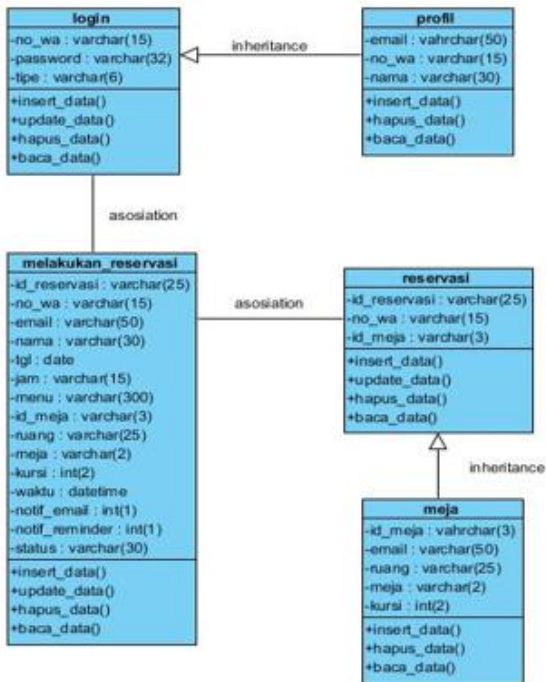 login
-no_wa : varchar(15)
-password : varchar(32)
-tipe : varchar(6)
+insert_data()
+update_data()
+hapus_data()
+baca_data()
inheritance
profil
-email : vahrchar(50)
-no_wa : varchar(15)
-nama : varchar(30)
+insert_data()
+hapus_data()
+baca_data()
asosiation
melakukan_reservasi
-id_reservasi : varchar(25)
-no_wa : varchar(15)
-email : varchar(50)
-nama : varchar(30)
-tgl : date
-jam : varchar(15)
-menu : varchar(300)
-id_meja : varchar(3)
-ruang : varchar(25)
-meja : varchar(2)
-kursi : int(2)
-waktu : datetime
-notif_email : int(1)
-notif_reminder : int(1)
-status : varchar(30)
+insert_data()
+update_data()
+hapus_data()
+baca_data()
asosiation
reservasi
-id_reservasi : varchar(25)
-no_wa : varchar(15)
-id_meja : varchar(3)
+insert_data()
+update_data()
+hapus_data()
+baca_data()
inheritance
meja
-id_meja : vahrchar(3)
-email : varchar(50)
-ruang : varchar(25)
-meja : varchar(2)
-kursi : int(2)
+insert_data()
+hapus_data()
+baca_data()